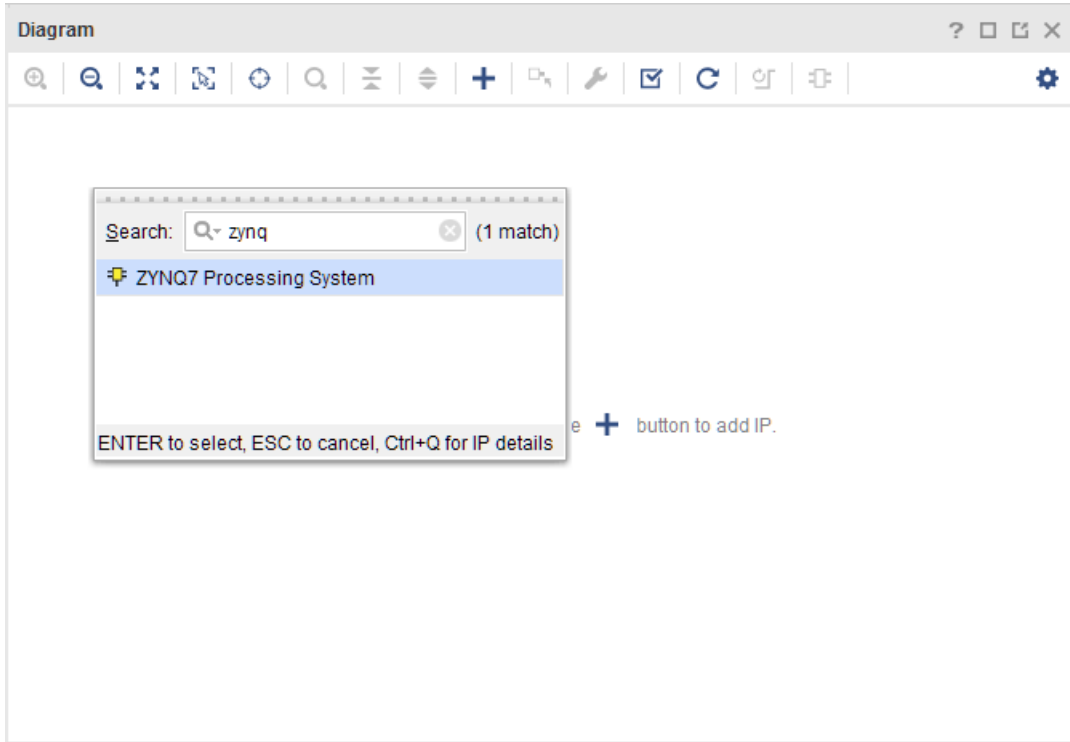 Diagram
Search: zynq (1 match)
ZYNQ7 Processing System
e + button to add IP.
ENTER to select, ESC to cancel, Ctrl+Q for IP details